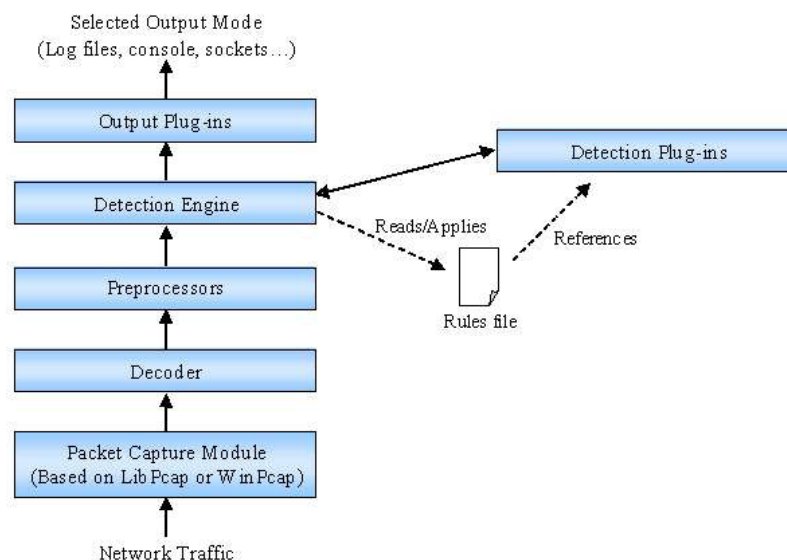 Selected Output Mode
(Log files, console, sockets…)
Output Plug-ins
Detection Plug-ins
Detection Engine
Reads/Applies
References
Preprocessors
Rules file
Decoder
Packet Capture Module
(Based on LibPcap or WinPcap)
Network Traffic